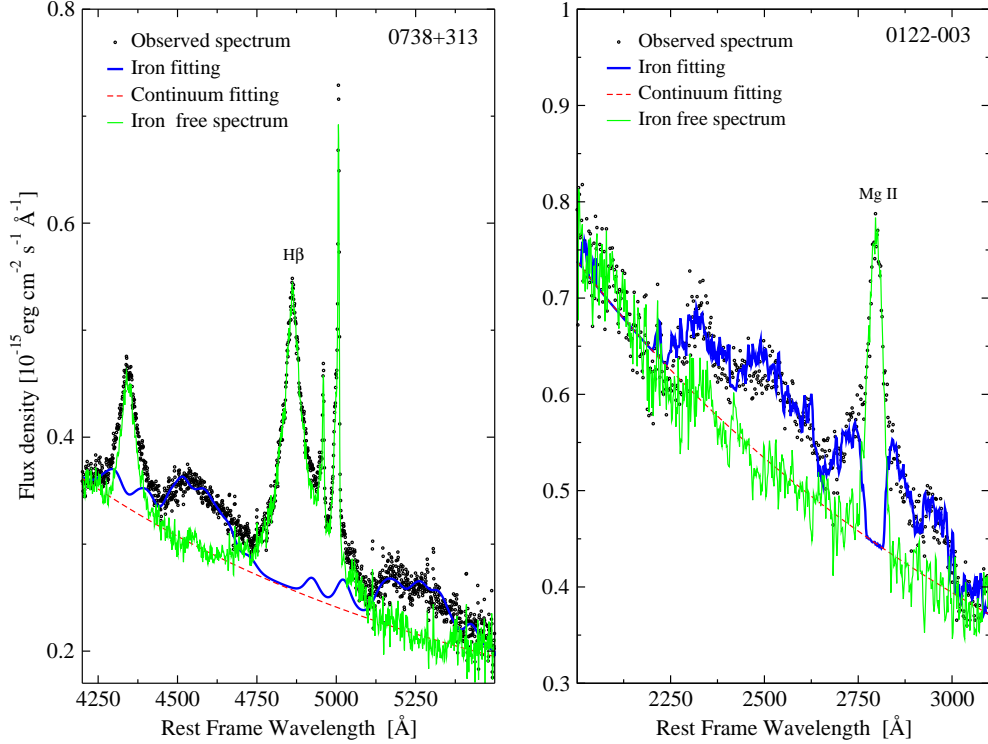 0738+313
Observed spectrum
Iron fitting
Continuum fitting
Iron free spectrum
Hβ
0.8
0.6
0.4
0.2
Flux density [10⁻¹⁵ erg cm⁻² s⁻¹ Å⁻¹]
4250 4500 4750 5000 5250
Rest Frame Wavelength [Å]
0122-003
Observed spectrum
Iron fitting
Continuum fitting
Iron free spectrum
Mg II
1
0.9
0.8
0.7
0.6
0.5
0.4
0.3
2250 2500 2750 3000
Rest Frame Wavelength [Å]